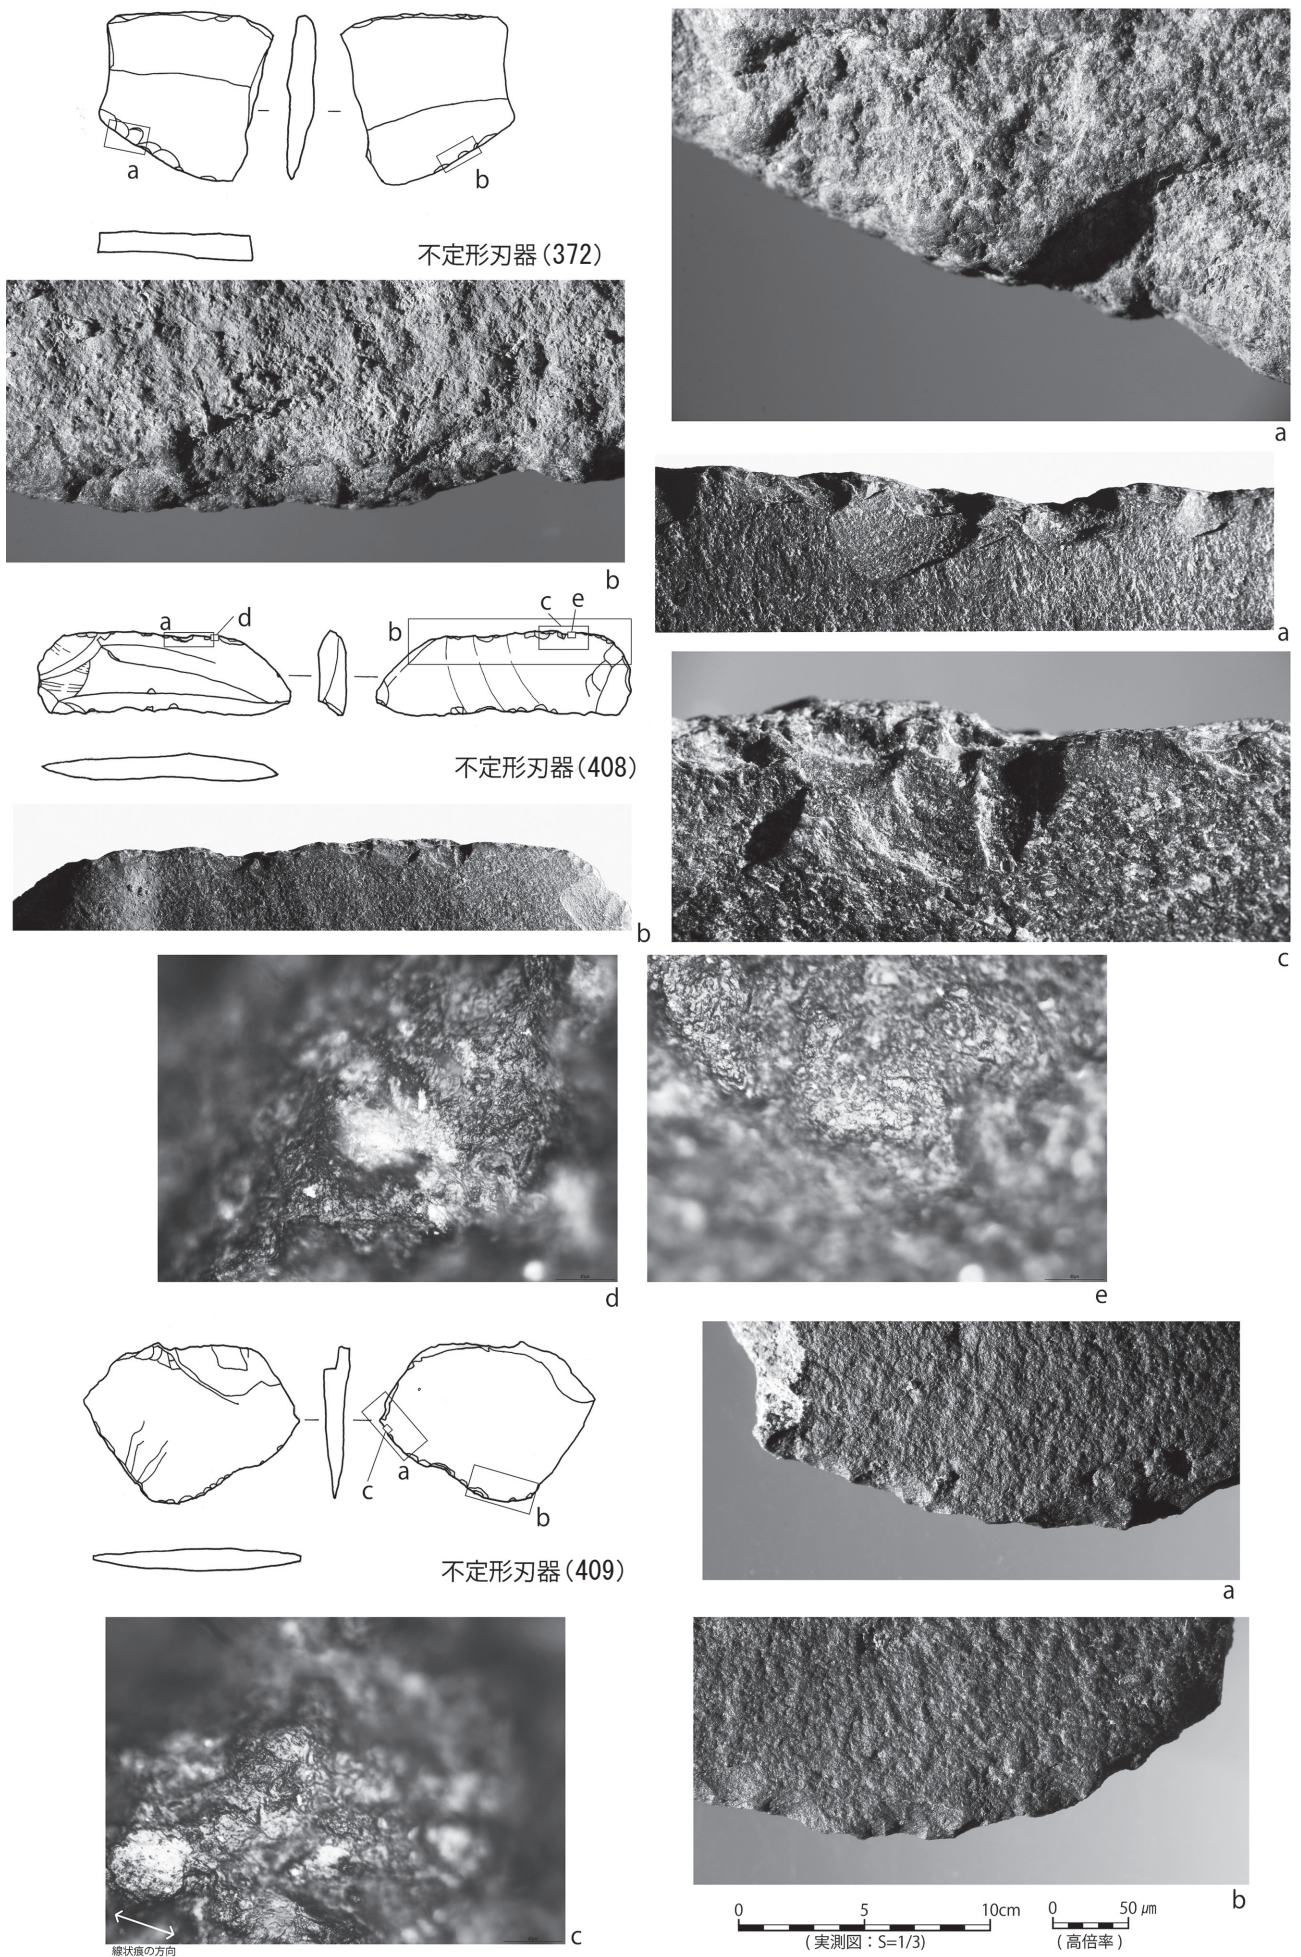 a
b
不定形刃器(372)
a
b
a
d
b
c
e
a
不定形刃器(408)
b
c
d
e
c
a
b
不定形刃器(409)
a
線状痕の方向
c
b
0 5 10cm
(実測図:S=1/3)
0 50 μm
(高倍率)